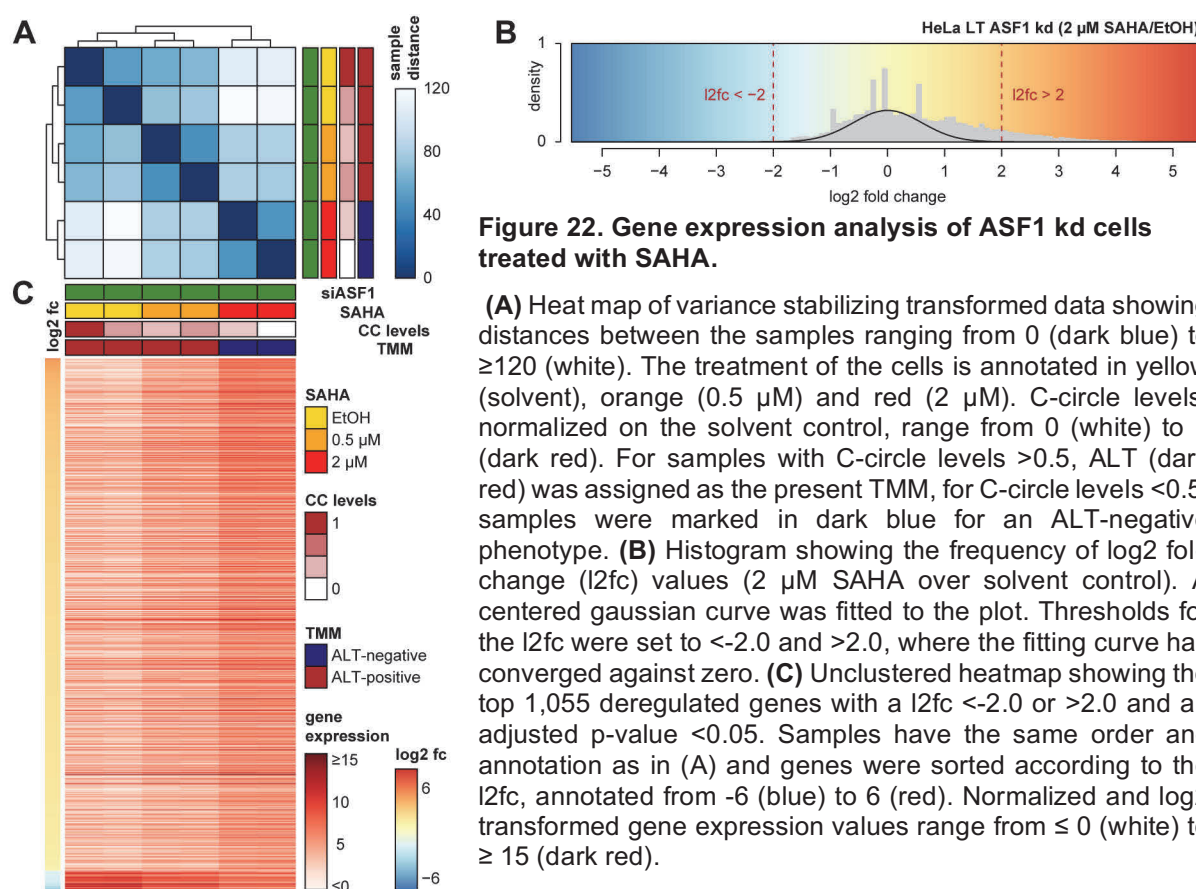 A
sample
distance
120
80
40
0
B
HeLa LT ASF1 kd (2 µM SAHA/EtOH)
density
1
0
l2fc < −2
l2fc > 2
−5 −4 −3 −2 −1 0 1 2 3 4 5
log2 fold change
Figure 22. Gene expression analysis of ASF1 kd cells
treated with SAHA.
(A) Heat map of variance stabilizing transformed data showing
distances between the samples ranging from 0 (dark blue) to
≥120 (white). The treatment of the cells is annotated in yellow
(solvent), orange (0.5 µM) and red (2 µM). C-circle levels,
normalized on the solvent control, range from 0 (white) to
(dark red). For samples with C-circle levels >0.5, ALT (dark
red) was assigned as the present TMM, for C-circle levels <0.5
samples were marked in dark blue for an ALT-negative
phenotype. (B) Histogram showing the frequency of log2 fol
change (l2fc) values (2 µM SAHA over solvent control). A
centered gaussian curve was fitted to the plot. Thresholds fo
the l2fc were set to <-2.0 and >2.0, where the fitting curve ha
converged against zero. (C) Unclustered heatmap showing the
top 1,055 deregulated genes with a l2fc <-2.0 or >2.0 and a
adjusted p-value <0.05. Samples have the same order an
annotation as in (A) and genes were sorted according to the
l2fc, annotated from -6 (blue) to 6 (red). Normalized and log
transformed gene expression values range from ≤ 0 (white) to
≥ 15 (dark red).
C
log2 fc
siASF1
SAHA
CC levels
TMM
SAHA
EtOH
0.5 µM
2 µM
CC levels
1
0
TMM
ALT-negative
ALT-positive
gene
expression
≥15
10
5
≤0
log2 fc
6
−6